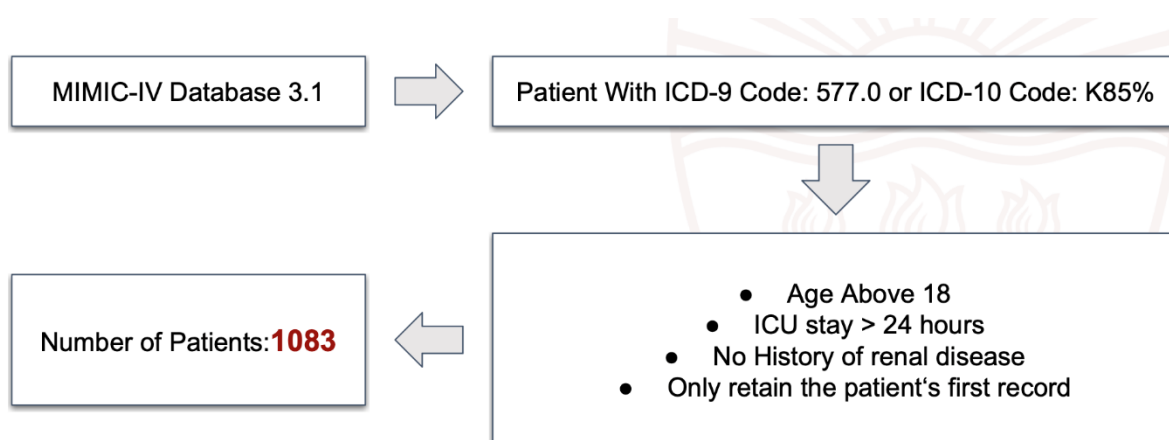 MIMIC-IV Database 3.1
Patient With ICD-9 Code: 577.0 or ICD-10 Code: K85%
● Age Above 18
● ICU stay > 24 hours
● No History of renal disease
● Only retain the patient‘s first record
Number of Patients:1083